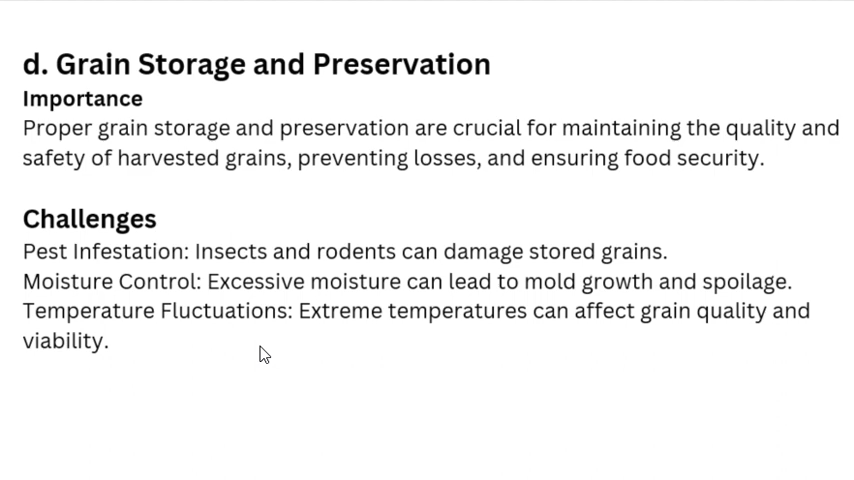 d. Grain Storage and Preservation
Importance
Proper grain storage and preservation are crucial for maintaining the quality and
safety of harvested grains, preventing losses, and ensuring food security.
Challenges
Pest Infestation: Insects and rodents can damage stored grains.
Moisture Control: Excessive moisture can lead to mold growth and spoilage.
Temperature Fluctuations: Extreme temperatures can affect grain quality and
viability.